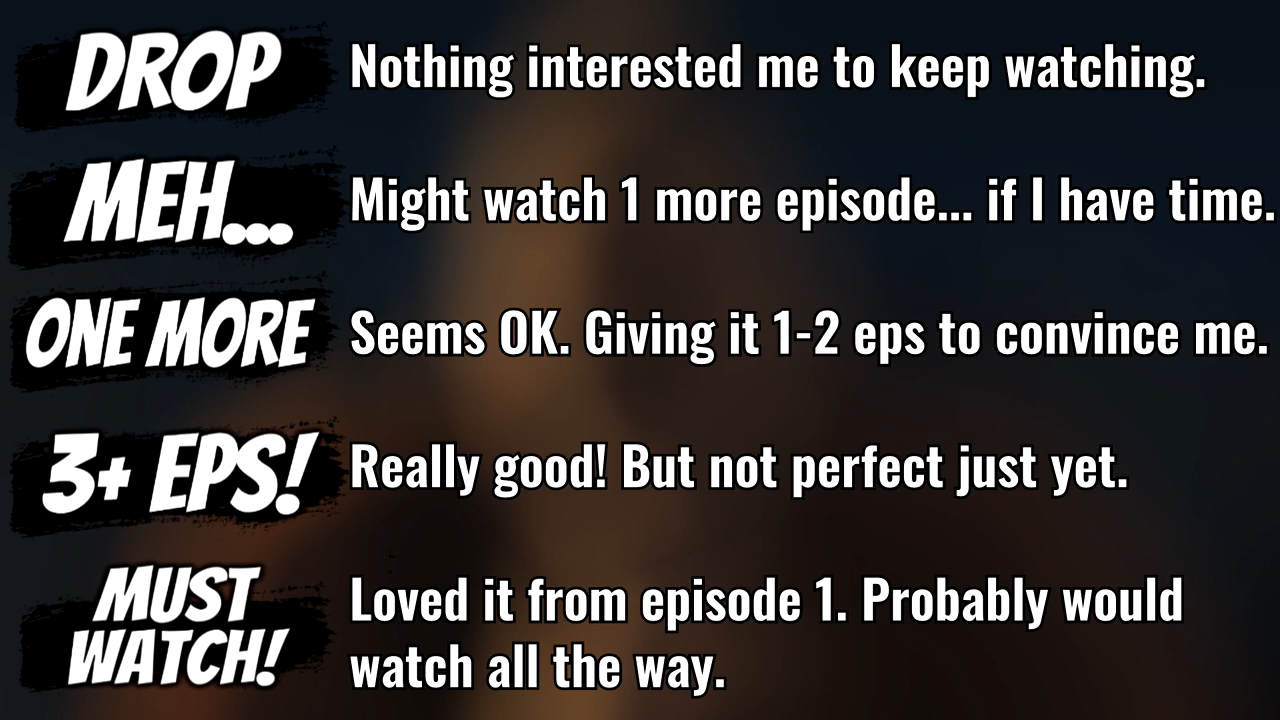 DROP
Nothing interested me to keep watching.
MEH...
Might watch 1 more episode... if I have time.
ONE MORE
Seems OK. Giving it 1-2 eps to convince me.
3+ EPS!
Really good! But not perfect just yet.
MUST
WATCH!
Loved it from episode 1. Probably would
watch all the way.